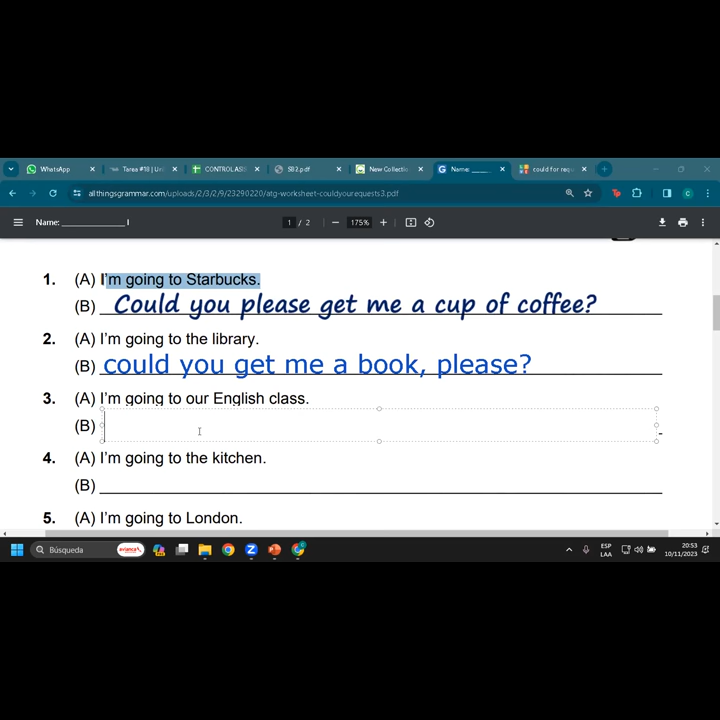 WhatsApp
Tarea #18 | Uni
CONTROL ASIS
SB2.pdf
New Collectio
Name: ______
could for requ
allthingsgrammar.com/uploads/2/3/2/9/23290220/atg-worksheet-couldyourequests3.pdf
Name: ______________ I
1 / 2
175%
1. (A) I'm going to Starbucks.
(B) Could you please get me a cup of coffee?
2. (A) I'm going to the library.
(B) could you get me a book, please?
3. (A) I'm going to our English class.
(B)
4. (A) I'm going to the kitchen.
(B)
5. (A) I'm going to London.
Búsqueda
avianca
ESP
LAA
20:53
10/11/2023